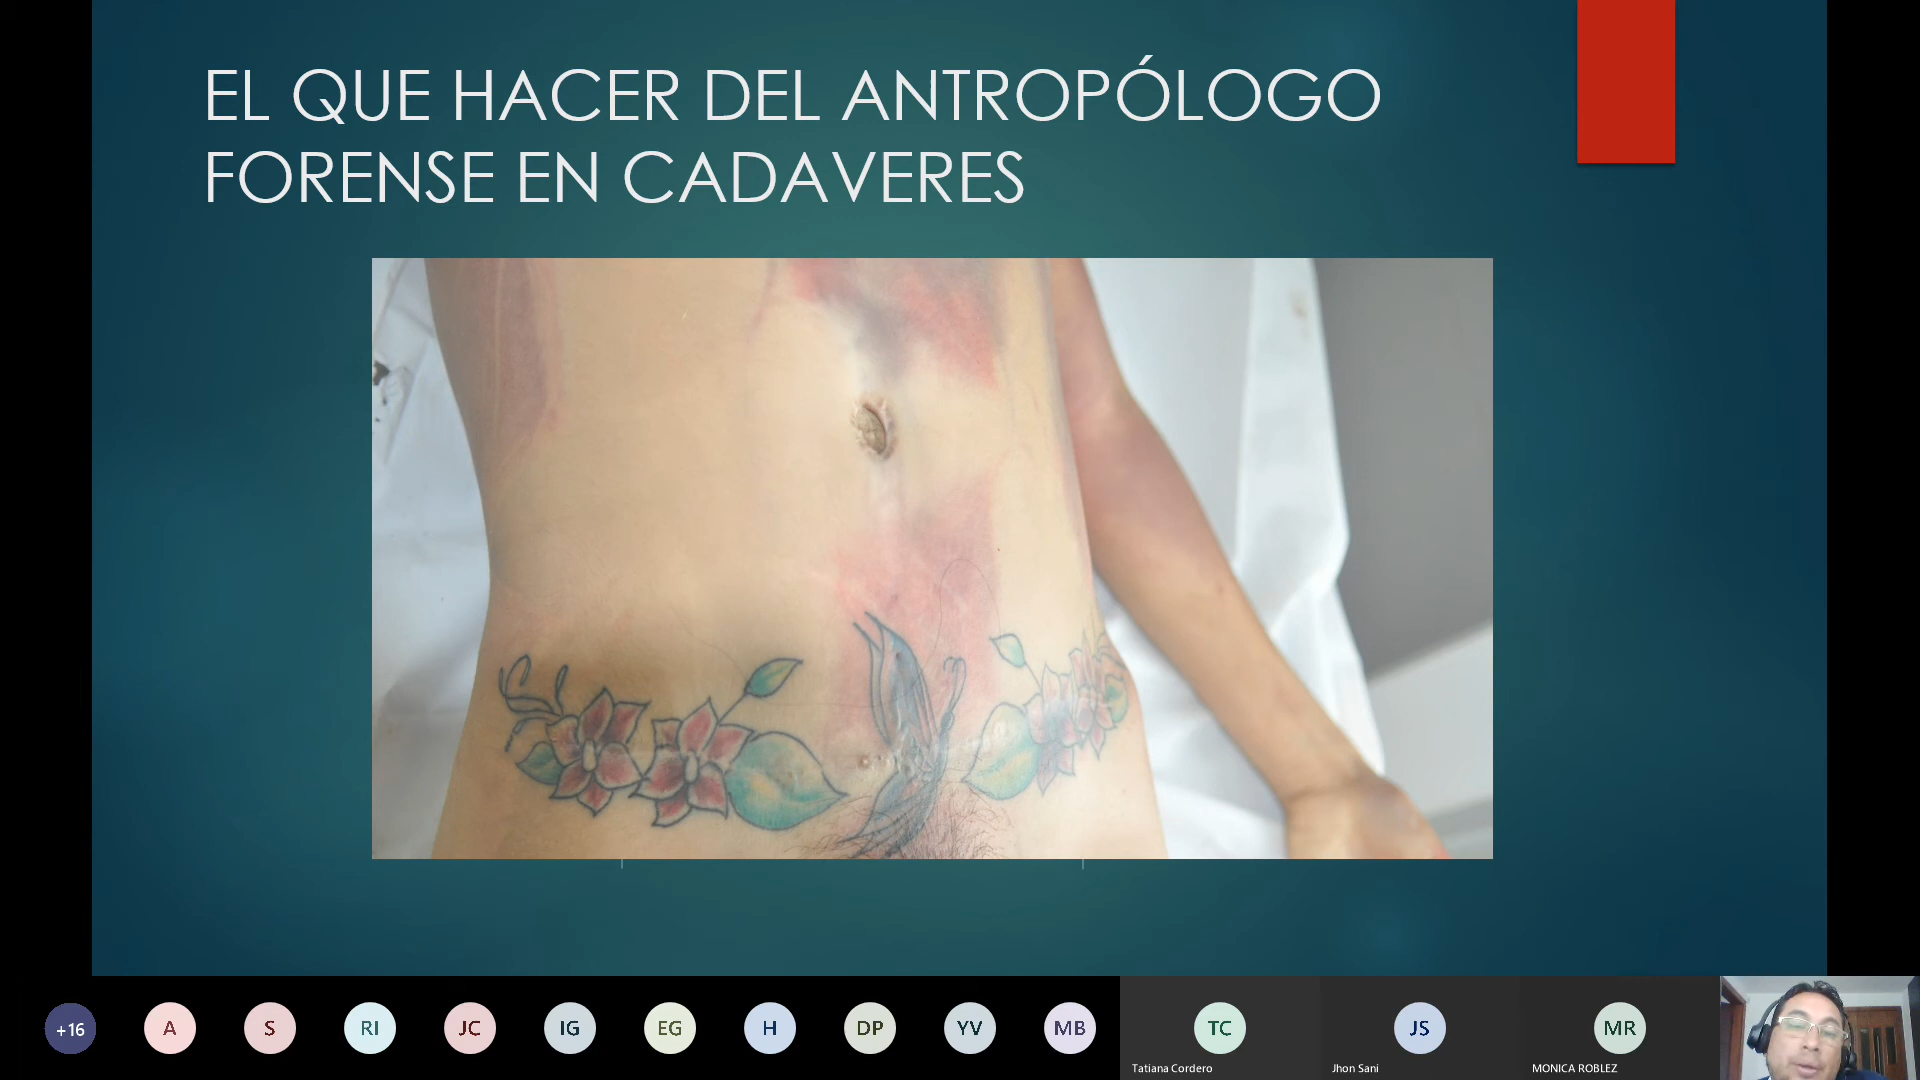 EL QUE HACER DEL ANTROPÓLOGO
FORENSE EN CADAVERES
+16
A
S
RI
JC
IG
EG
H
DP
YV
MB
TC
JS
MR
Tatiana Cordero
Jhon Sani
MONICA ROBLEZ